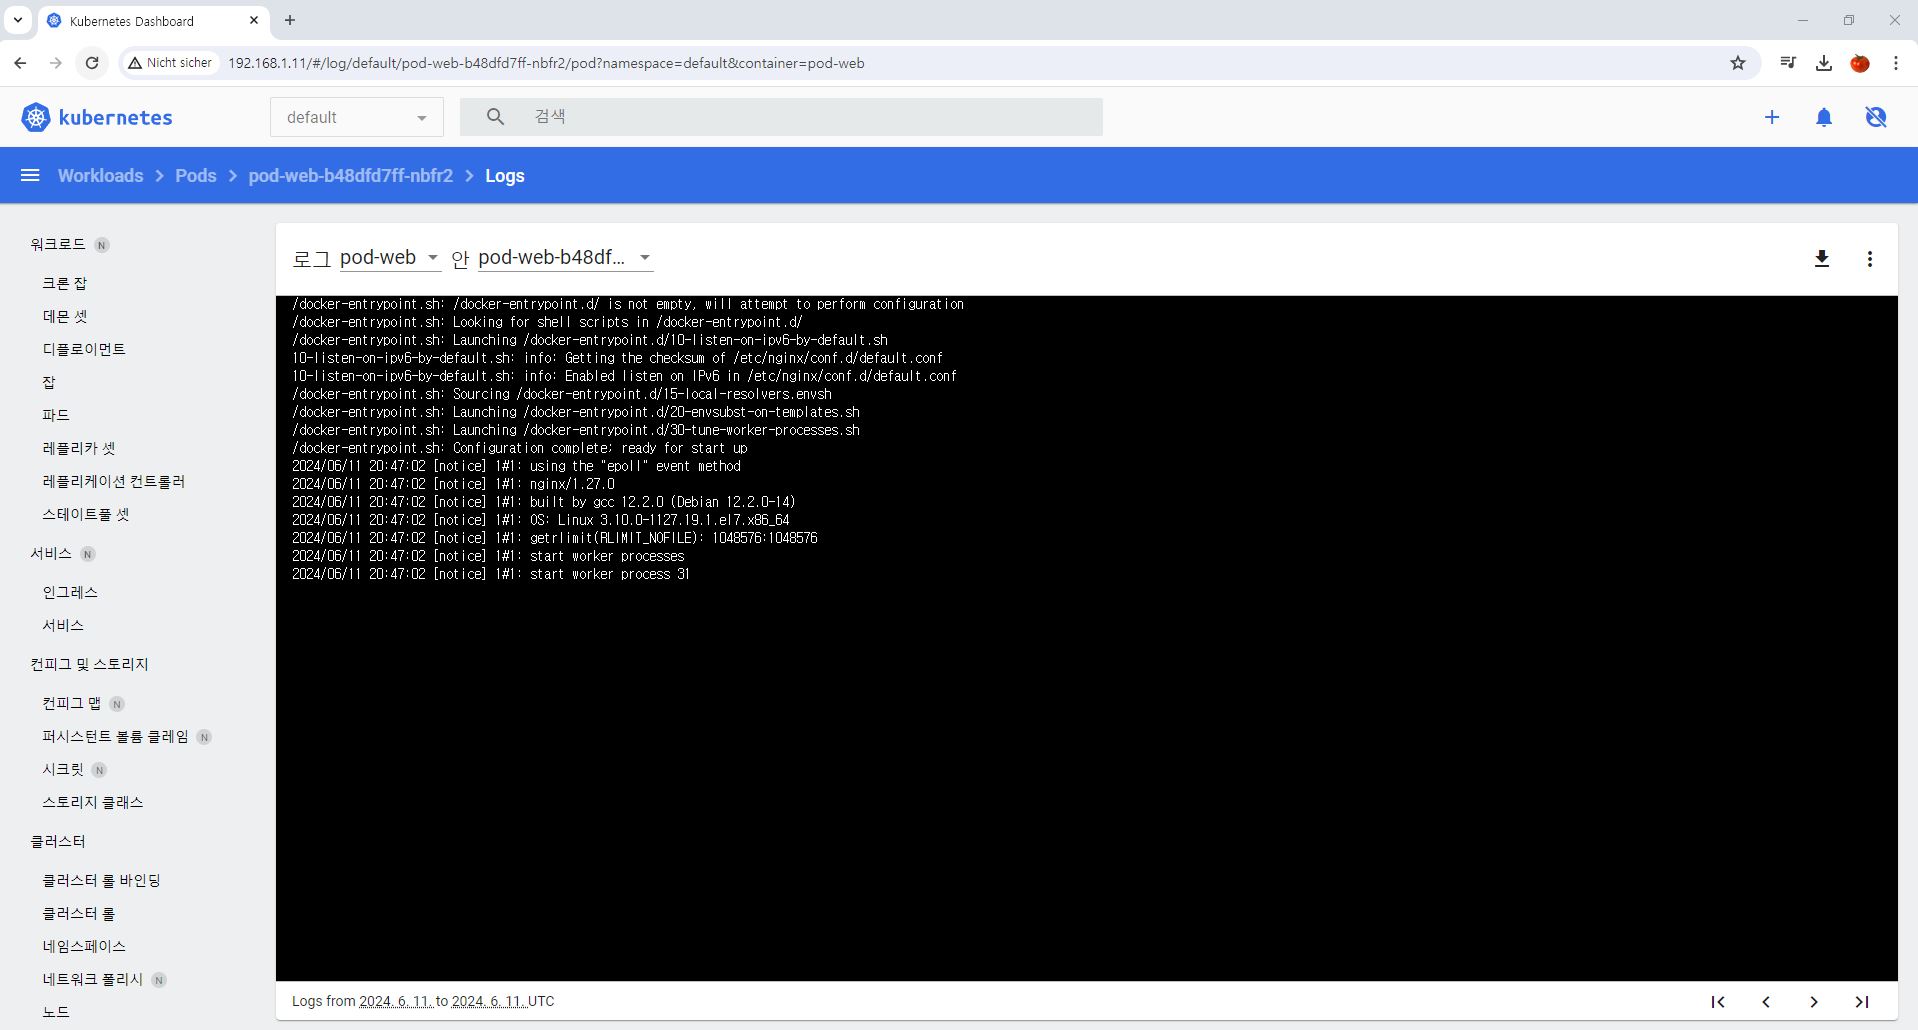 Kubernetes Dashboard
Nicht sicher
192.168.1.11/#/log/default/pod-web-b48dfd7ff-nbfr2/pod?namespace=default&container=pod-web
kubernetes
default
검색
Workloads > Pods > pod-web-b48dfd7ff-nbfr2 > Logs
워크로드 N
크론 잡
데몬 셋
디플로이먼트
잡
파드
레플리카 셋
레플리케이션 컨트롤러
스테이트풀 셋
서비스 N
인그레스
서비스
컨피그 및 스토리지
컨피그 맵 N
퍼시스턴트 볼륨 클레임 N
시크릿 N
스토리지 클래스
클러스터
클러스터 롤 바인딩
클러스터 롤
네임스페이스
네트워크 폴리시 N
노드
로그 pod-web 안 pod-web-b48df...
/docker-entrypoint.sh: /docker-entrypoint.d/ is not empty, will attempt to perform configuration
/docker-entrypoint.sh: Looking for shell scripts in /docker-entrypoint.d/
/docker-entrypoint.sh: Launching /docker-entrypoint.d/10-listen-on-ipv6-by-default.sh
10-listen-on-ipv6-by-default.sh: info: Getting the checksum of /etc/nginx/conf.d/default.conf
10-listen-on-ipv6-by-default.sh: info: Enabled listen on IPv6 in /etc/nginx/conf.d/default.conf
/docker-entrypoint.sh: Sourcing /docker-entrypoint.d/15-local-resolvers.envsh
/docker-entrypoint.sh: Launching /docker-entrypoint.d/20-envsubst-on-templates.sh
/docker-entrypoint.sh: Launching /docker-entrypoint.d/30-tune-worker-processes.sh
/docker-entrypoint.sh: Configuration complete; ready for start up
2024/06/11 20:47:02 [notice] 1#1: using the "epoll" event method
2024/06/11 20:47:02 [notice] 1#1: nginx/1.27.0
2024/06/11 20:47:02 [notice] 1#1: built by gcc 12.2.0 (Debian 12.2.0-14)
2024/06/11 20:47:02 [notice] 1#1: OS: Linux 3.10.0-1127.19.1.el7.x86_64
2024/06/11 20:47:02 [notice] 1#1: getrlimit(RLIMIT_NOFILE): 1048576:1048576
2024/06/11 20:47:02 [notice] 1#1: start worker processes
2024/06/11 20:47:02 [notice] 1#1: start worker process 31
Logs from 2024. 6. 11. to 2024. 6. 11. UTC